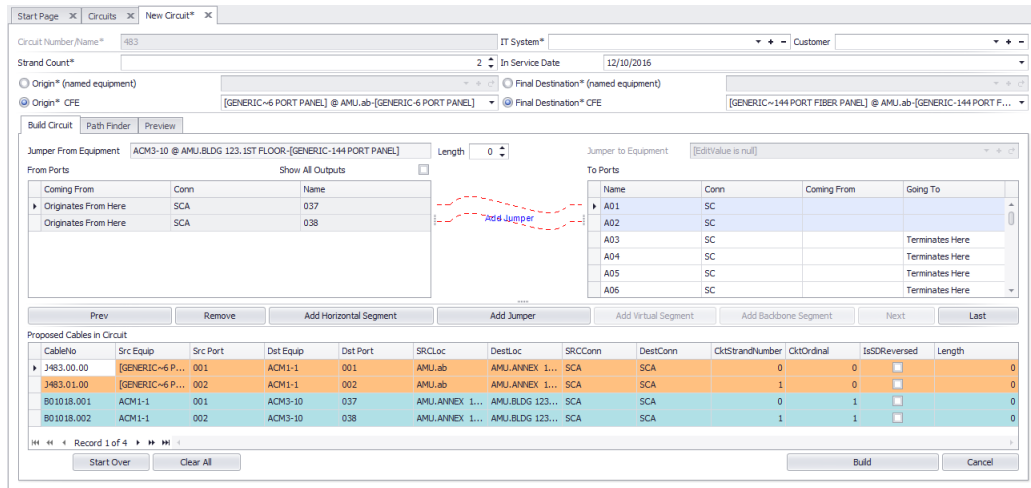 Start Page Circuits New Circuit*
Circuit Number/Name* 483 IT System* Customer
Strand Count* 2 In Service Date 12/10/2016
Origin* (named equipment) Final Destination* (named equipment)
Origin* CFE [GENERIC~6 PORT PANEL] @ AMU.ab-[GENERIC-6 PORT PANEL] Final Destination* CFE [GENERIC~144 PORT FIBER PANEL] @ AMU.ab-[GENERIC-144 PORT F...
Build Circuit Path Finder Preview
Jumper From Equipment ACM3-10 @ AMU.BLDG 123.1ST FLOOR-[GENERIC-144 PORT PANEL] Length 0 Jumper to Equipment [EditValue is null]
From Ports Show All Outputs To Ports
Coming From Conn Name Name Conn Coming From Going To
Originates From Here SCA 037 A01 SC
Originates From Here SCA 038 Add Jumper A02 SC
A03 SC Terminates Here
A04 SC Terminates Here
A05 SC Terminates Here
A06 SC Terminates Here
Prev Remove Add Horizontal Segment Add Jumper Add Virtual Segment Add Backbone Segment Next Last
Proposed Cables in Circuit
CableNo Src Equip Src Port Dst Equip Dst Port SRCLoc DestLoc SRCConn DestConn CktStrandNumber CktOrdinal IsSDReversed Length
J483.00.00 [GENERIC~6 P... 001 ACM1-1 001 AMU.ab AMU.ANNEX 1... SCA SCA 0 0 0
J483.01.00 [GENERIC~6 P... 002 ACM1-1 002 AMU.ab AMU.ANNEX 1... SCA SCA 1 0 0
B01018.001 ACM1-1 001 ACM3-10 037 AMU.ANNEX 1... AMU.BLDG 123... SCA SCA 0 1 0
B01018.002 ACM1-1 002 ACM3-10 038 AMU.ANNEX 1... AMU.BLDG 123... SCA SCA 1 1 0
Record 1 of 4
Start Over Clear All Build Cancel